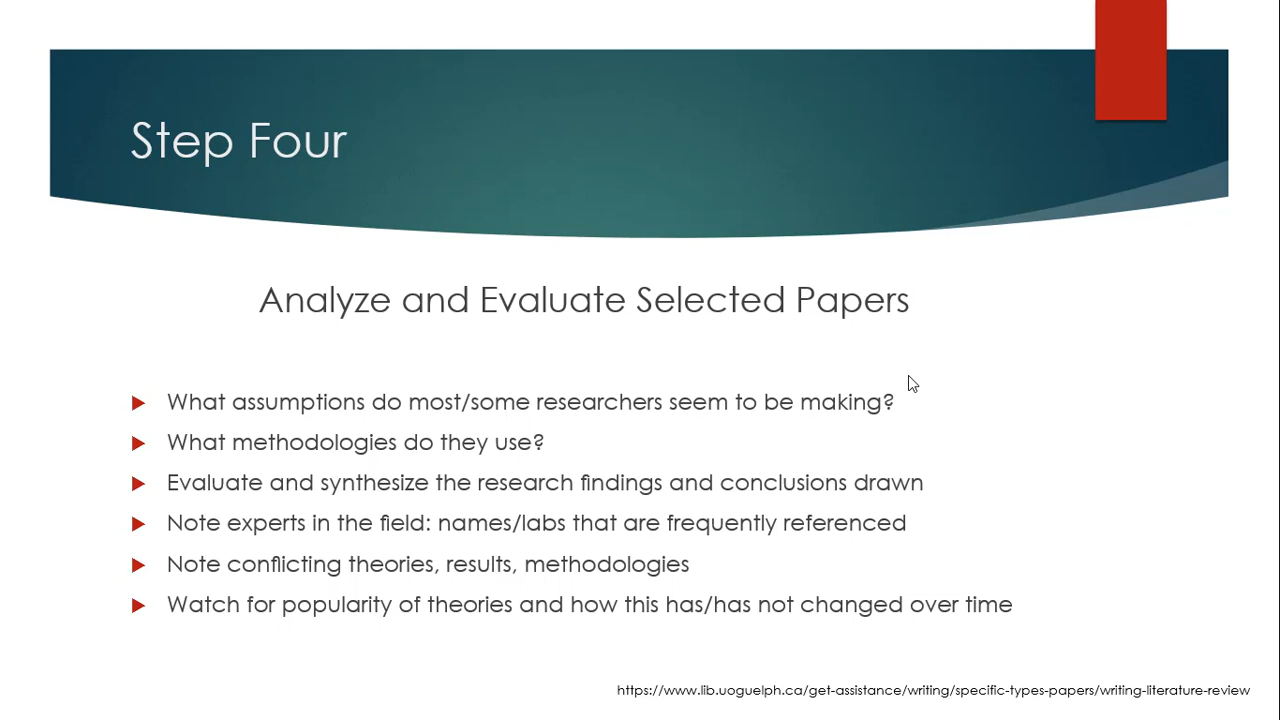 Step Four
Analyze and Evaluate Selected Papers
What assumptions do most/some researchers seem to be making?
What methodologies do they use?
Evaluate and synthesize the research findings and conclusions drawn
Note experts in the field: names/labs that are frequently referenced
Note conflicting theories, results, methodologies
Watch for popularity of theories and how this has/has not changed over time
https://www.lib.uoguelph.ca/get-assistance/writing/specific-types-papers/writing-literature-review